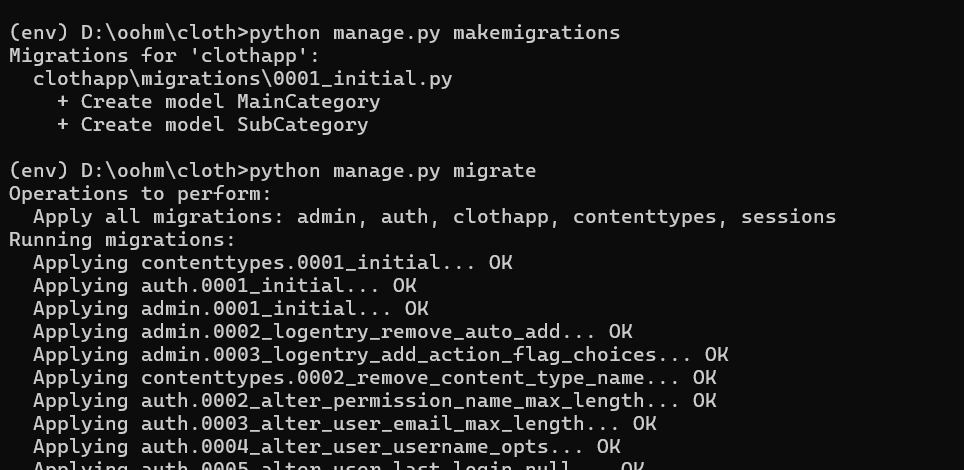 (env) D:\oohm\cloth>python manage.py makemigrations
Migrations for 'clothapp':
  clothapp\migrations\0001_initial.py
    + Create model MainCategory
    + Create model SubCategory

(env) D:\oohm\cloth>python manage.py migrate
Operations to perform:
  Apply all migrations: admin, auth, clothapp, contenttypes, sessions
Running migrations:
  Applying contenttypes.0001_initial... OK
  Applying auth.0001_initial... OK
  Applying admin.0001_initial... OK
  Applying admin.0002_logentry_remove_auto_add... OK
  Applying admin.0003_logentry_add_action_flag_choices... OK
  Applying contenttypes.0002_remove_content_type_name... OK
  Applying auth.0002_alter_permission_name_max_length... OK
  Applying auth.0003_alter_user_email_max_length... OK
  Applying auth.0004_alter_user_username_opts... OK
  Applying auth.0005_alter_user_last_login_null... OK